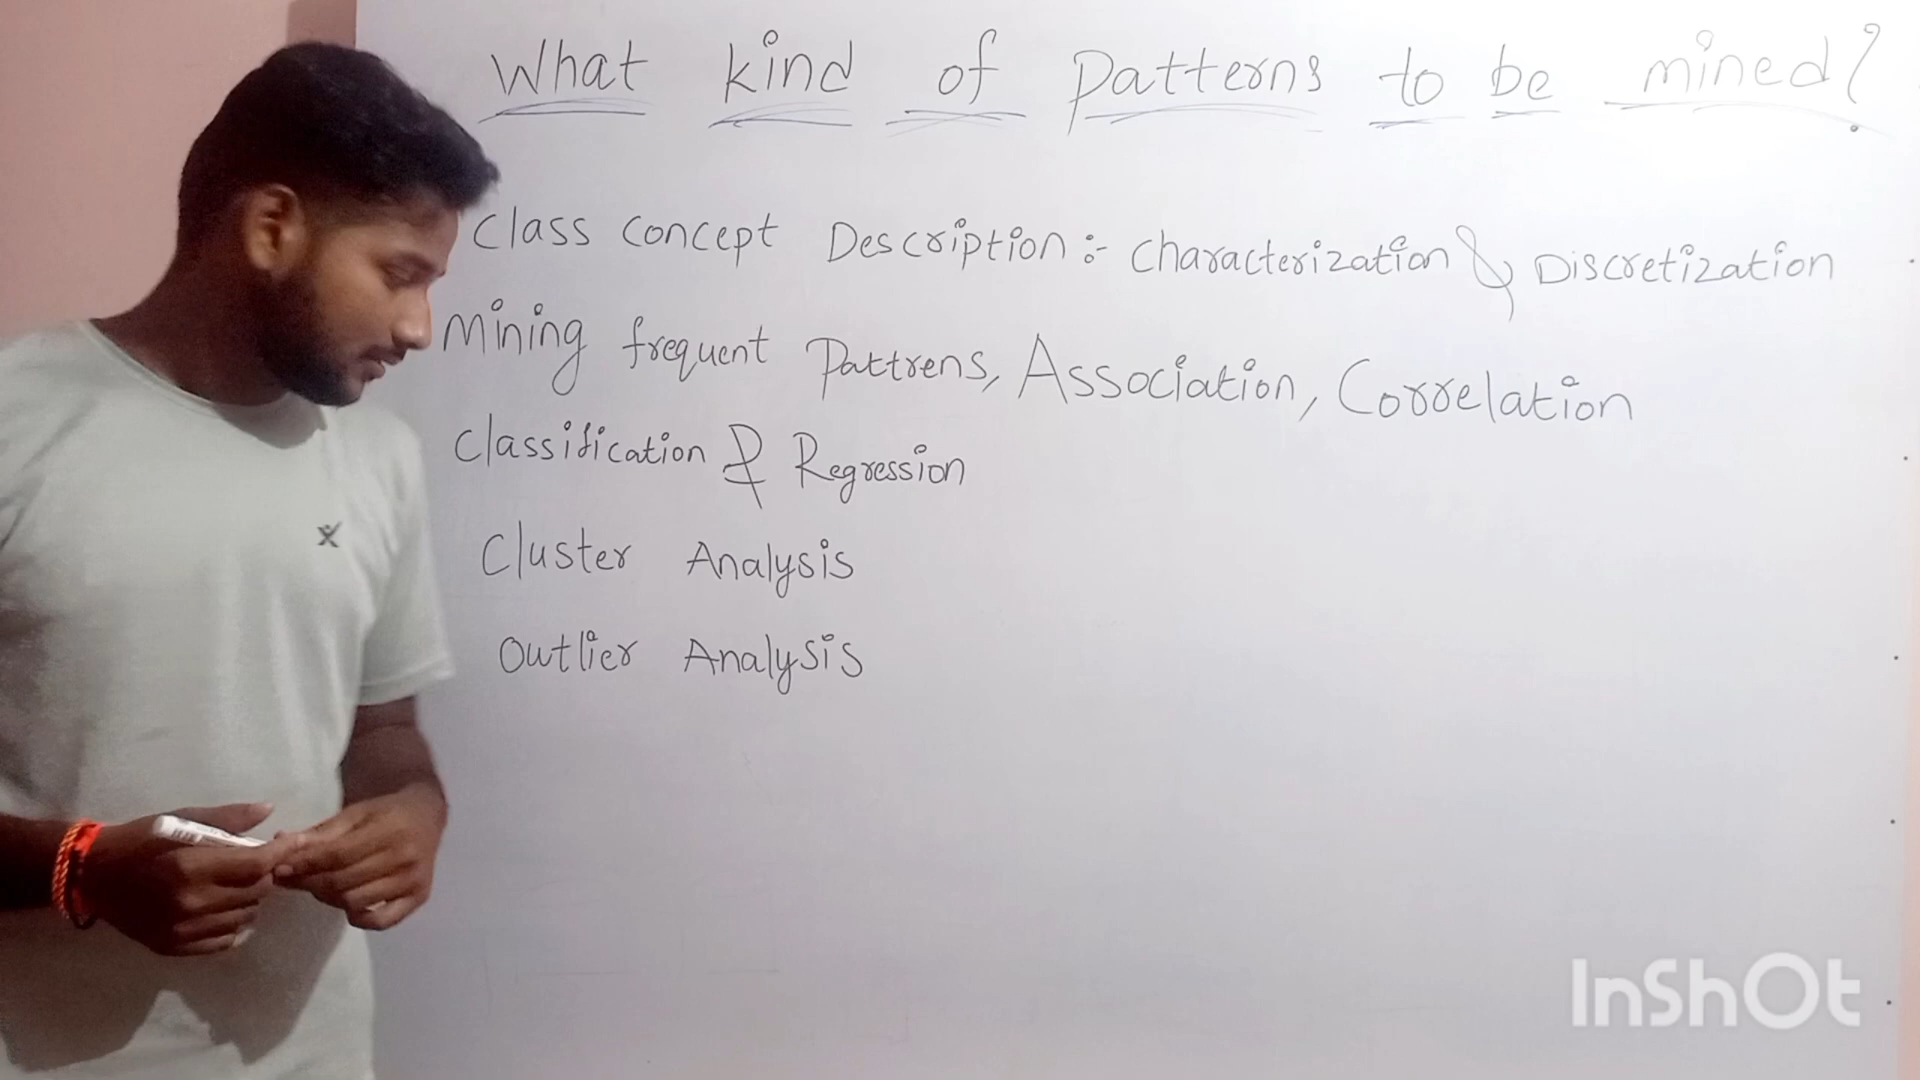 What kind of patterns to be mined?
Class Concept Description :- Characterization & Discretization
Mining frequent Pattrens, Association, Correlation
Classification & Regression
Cluster Analysis
Outlier Analysis
InShOt